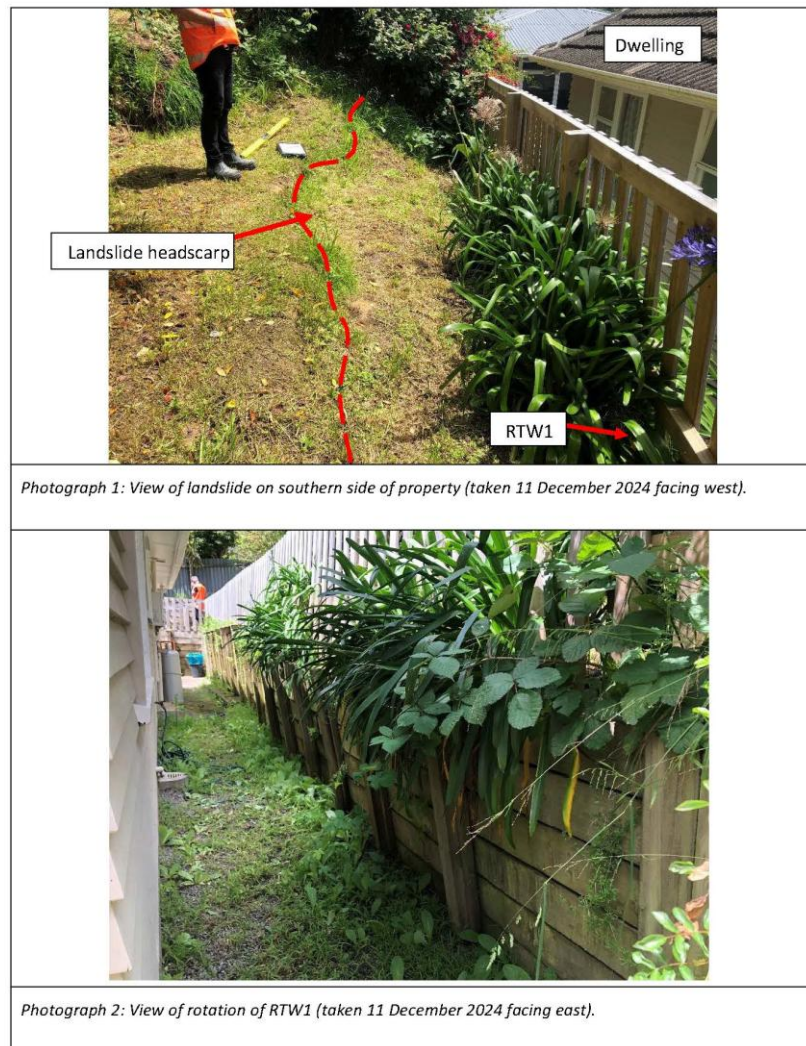 Dwelling
Landslide headscarp
RTW1
Photograph 1: View of landslide on southern side of property (taken 11 December 2024 facing west).
Photograph 2: View of rotation of RTW1 (taken 11 December 2024 facing east).